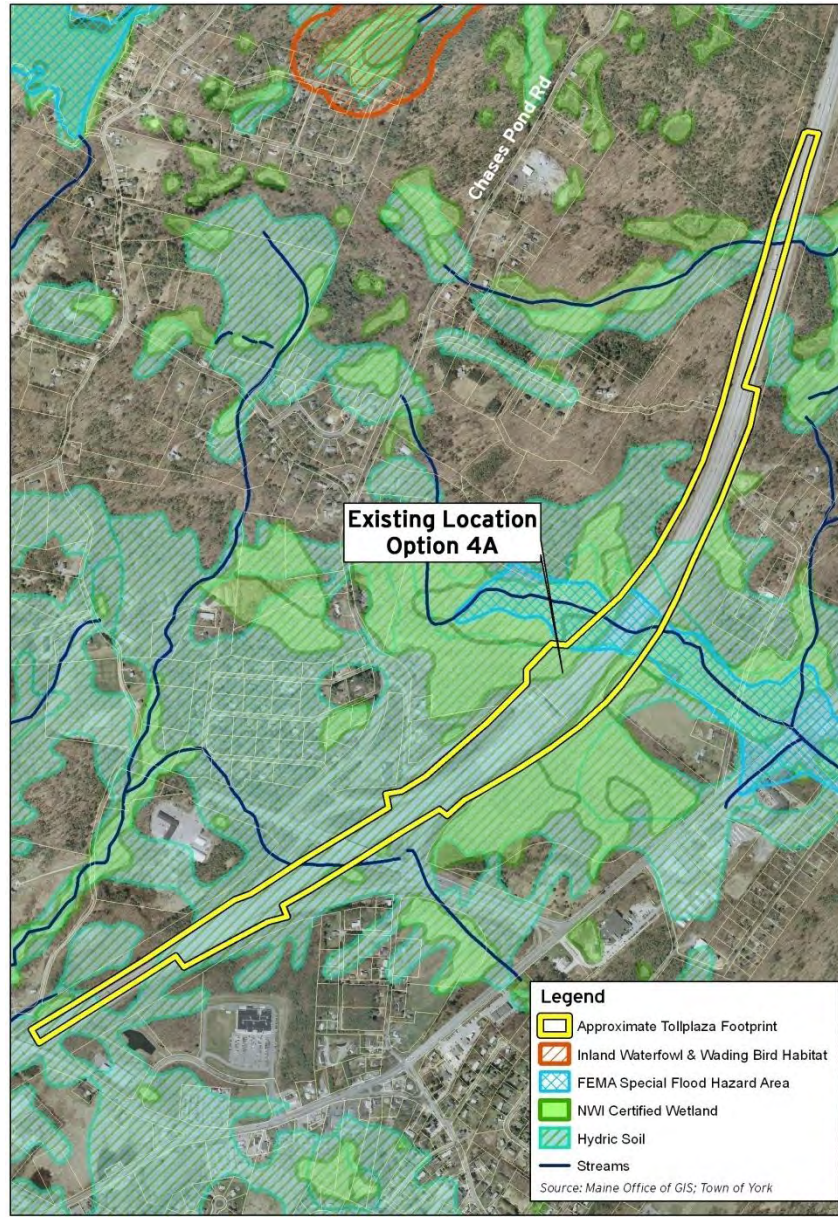 Chases Pond Rd
Existing Location
Option 4A
Legend
Approximate Tollplaza Footprint
Inland Waterfowl & Wading Bird Habitat
FEMA Special Flood Hazard Area
NWI Certified Wetland
Hydric Soil
Streams
Source: Maine Office of GIS; Town of York